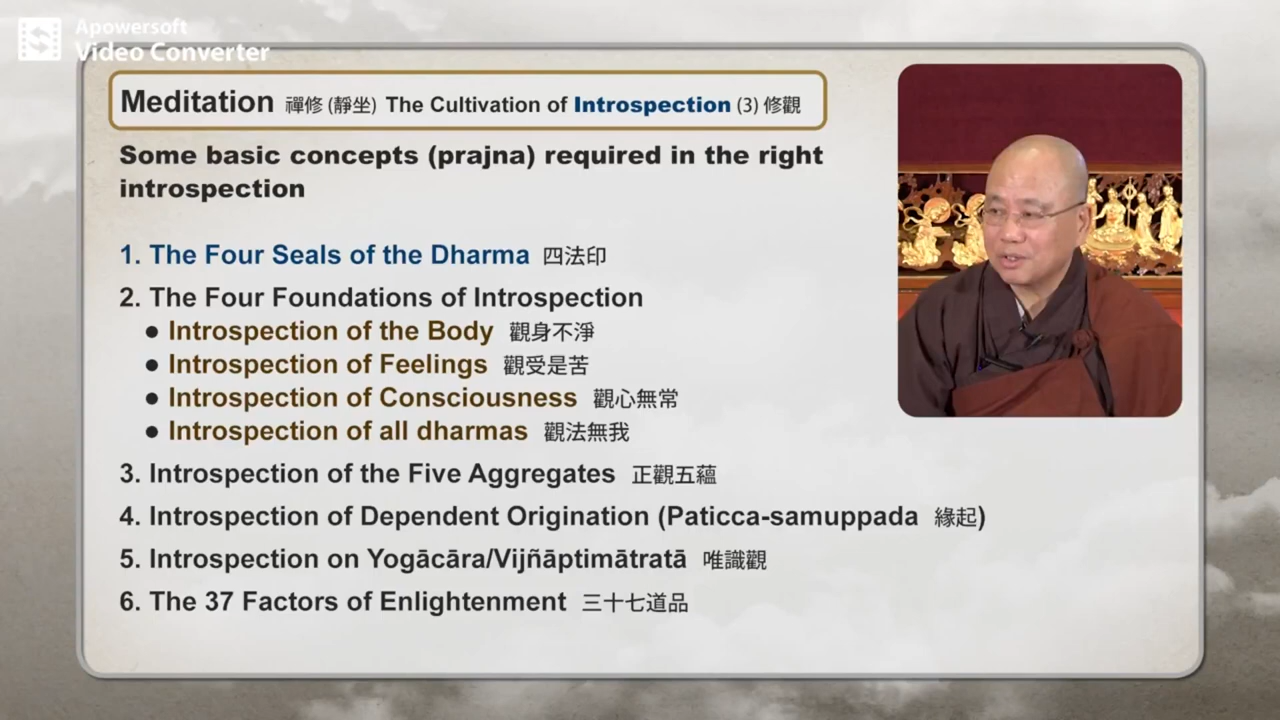 Apowersoft
Video Converter
Meditation 禪修 (靜坐) The Cultivation of Introspection (3) 修觀
Some basic concepts (prajna) required in the right
introspection
1. The Four Seals of the Dharma 四法印
2. The Four Foundations of Introspection
● Introspection of the Body 觀身不淨
● Introspection of Feelings 觀受是苦
● Introspection of Consciousness 觀心無常
● Introspection of all dharmas 觀法無我
3. Introspection of the Five Aggregates 正觀五蘊
4. Introspection of Dependent Origination (Paticca-samuppada 緣起)
5. Introspection on Yogācāra/Vijñāptimātratā 唯識觀
6. The 37 Factors of Enlightenment 三十七道品